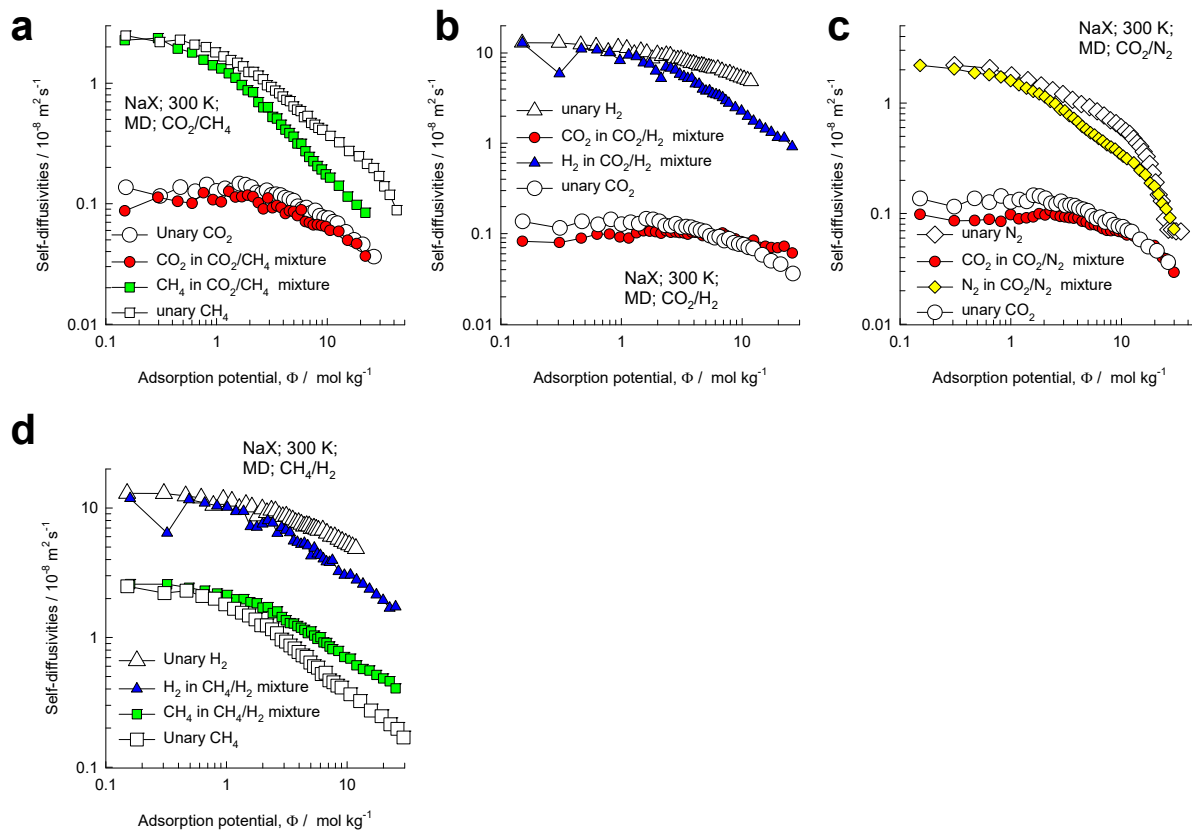 a
Self-diffusivities / 10⁻⁸ m² s⁻¹
1
0.1
0.01
NaX; 300 K;
MD; CO₂/CH₄
Unary CO₂
CO₂ in CO₂/CH₄ mixture
CH₄ in CO₂/CH₄ mixture
unary CH₄
0.1
1
10
Adsorption potential, Φ / mol kg⁻¹
b
Self-diffusivities / 10⁻⁸ m² s⁻¹
10
1
0.1
0.01
unary H₂
CO₂ in CO₂/H₂ mixture
H₂ in CO₂/H₂ mixture
unary CO₂
NaX; 300 K;
MD; CO₂/H₂
0.1
1
10
Adsorption potential, Φ / mol kg⁻¹
c
Self-diffusivities / 10⁻⁸ m² s⁻¹
1
0.1
0.01
NaX; 300 K;
MD; CO₂/N₂
unary N₂
CO₂ in CO₂/N₂ mixture
N₂ in CO₂/N₂ mixture
unary CO₂
0.1
1
10
Adsorption potential, Φ / mol kg⁻¹
d
Self-diffusivities / 10⁻⁸ m² s⁻¹
10
1
0.1
NaX; 300 K;
MD; CH₄/H₂
Unary H₂
H₂ in CH₄/H₂ mixture
CH₄ in CH₄/H₂ mixture
Unary CH₄
0.1
1
10
Adsorption potential, Φ / mol kg⁻¹